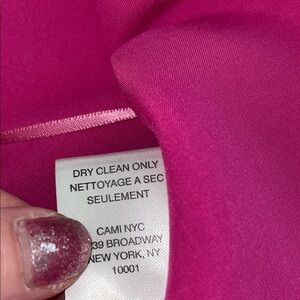 DRY CLEAN ONLY
NETTOYAGE A SEC
SEULEMENT
CAMI NYC
39 BROADWAY
NEW YORK, NY
10001